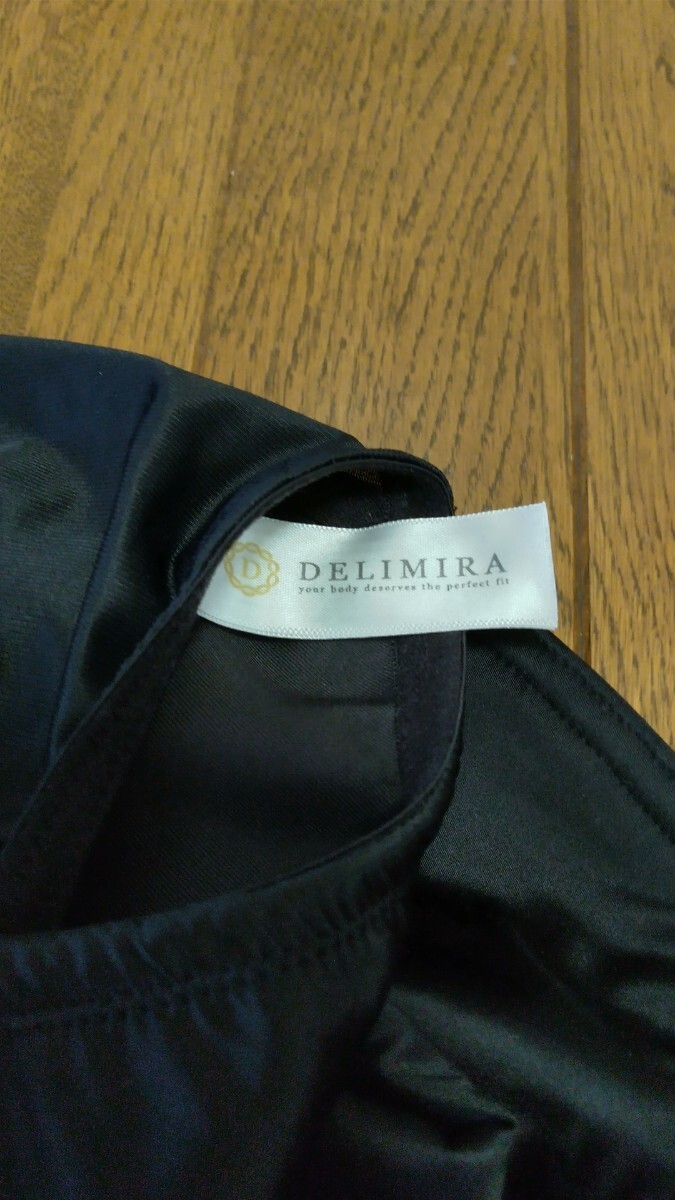 D
DELIMIRA
your body deserves the perfect fit